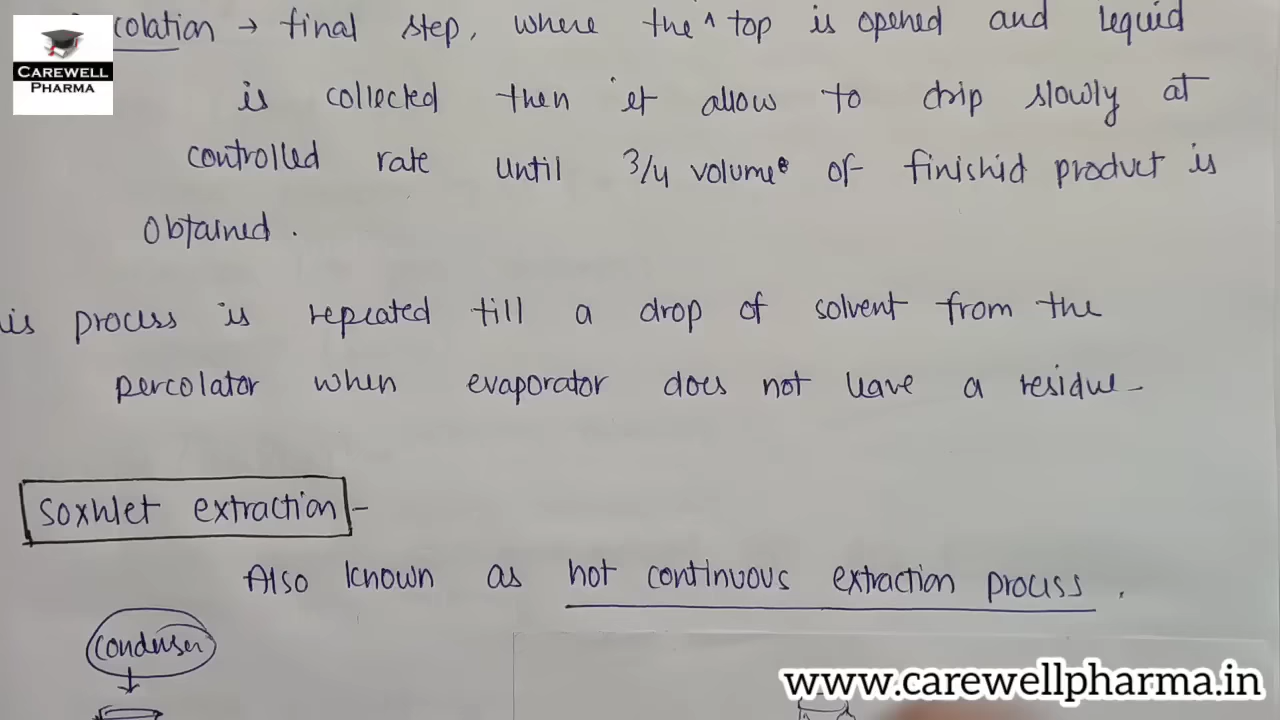 CAREWELL
PHARMA
colation → final step, where the ^ top is opened and liquid
is collected then it allow to drip slowly at
controlled rate until 3/4 volume of finishid product is
obtained.
is process is repeated till a drop of solvent from the
percolator when evaporator does not leave a residue-
soxhlet extraction -
Also known as hot continuous extraction process.
condenser
www.carewellpharma.in